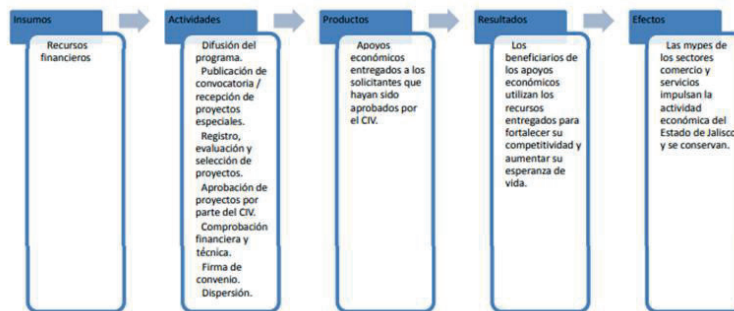 Insumos
Recursos
financieros
Actividades
Difusión del
programa.
Publicación de
convocatoria /
recepción de
proyectos
especiales.
Registro,
evaluación y
selección de
proyectos.
Aprobación de
proyectos por
parte del CIV.
Comprobación
financiera y
técnica.
Firma de
convenio.
Dispersión.
Productos
Apoyos
económicos
entregados a los
solicitantes que
hayan sido
aprobados por
el CIV.
Resultados
Los
beneficiarios de
los apoyos
económicos
utilizan los
recursos
entregados para
fortalecer su
competitividad y
aumentar su
esperanza de
vida.
Efectos
Las mypes de
los sectores
comercio y
servicios
impulsan la
actividad
económica del
Estado de Jalisco
y se conservan.